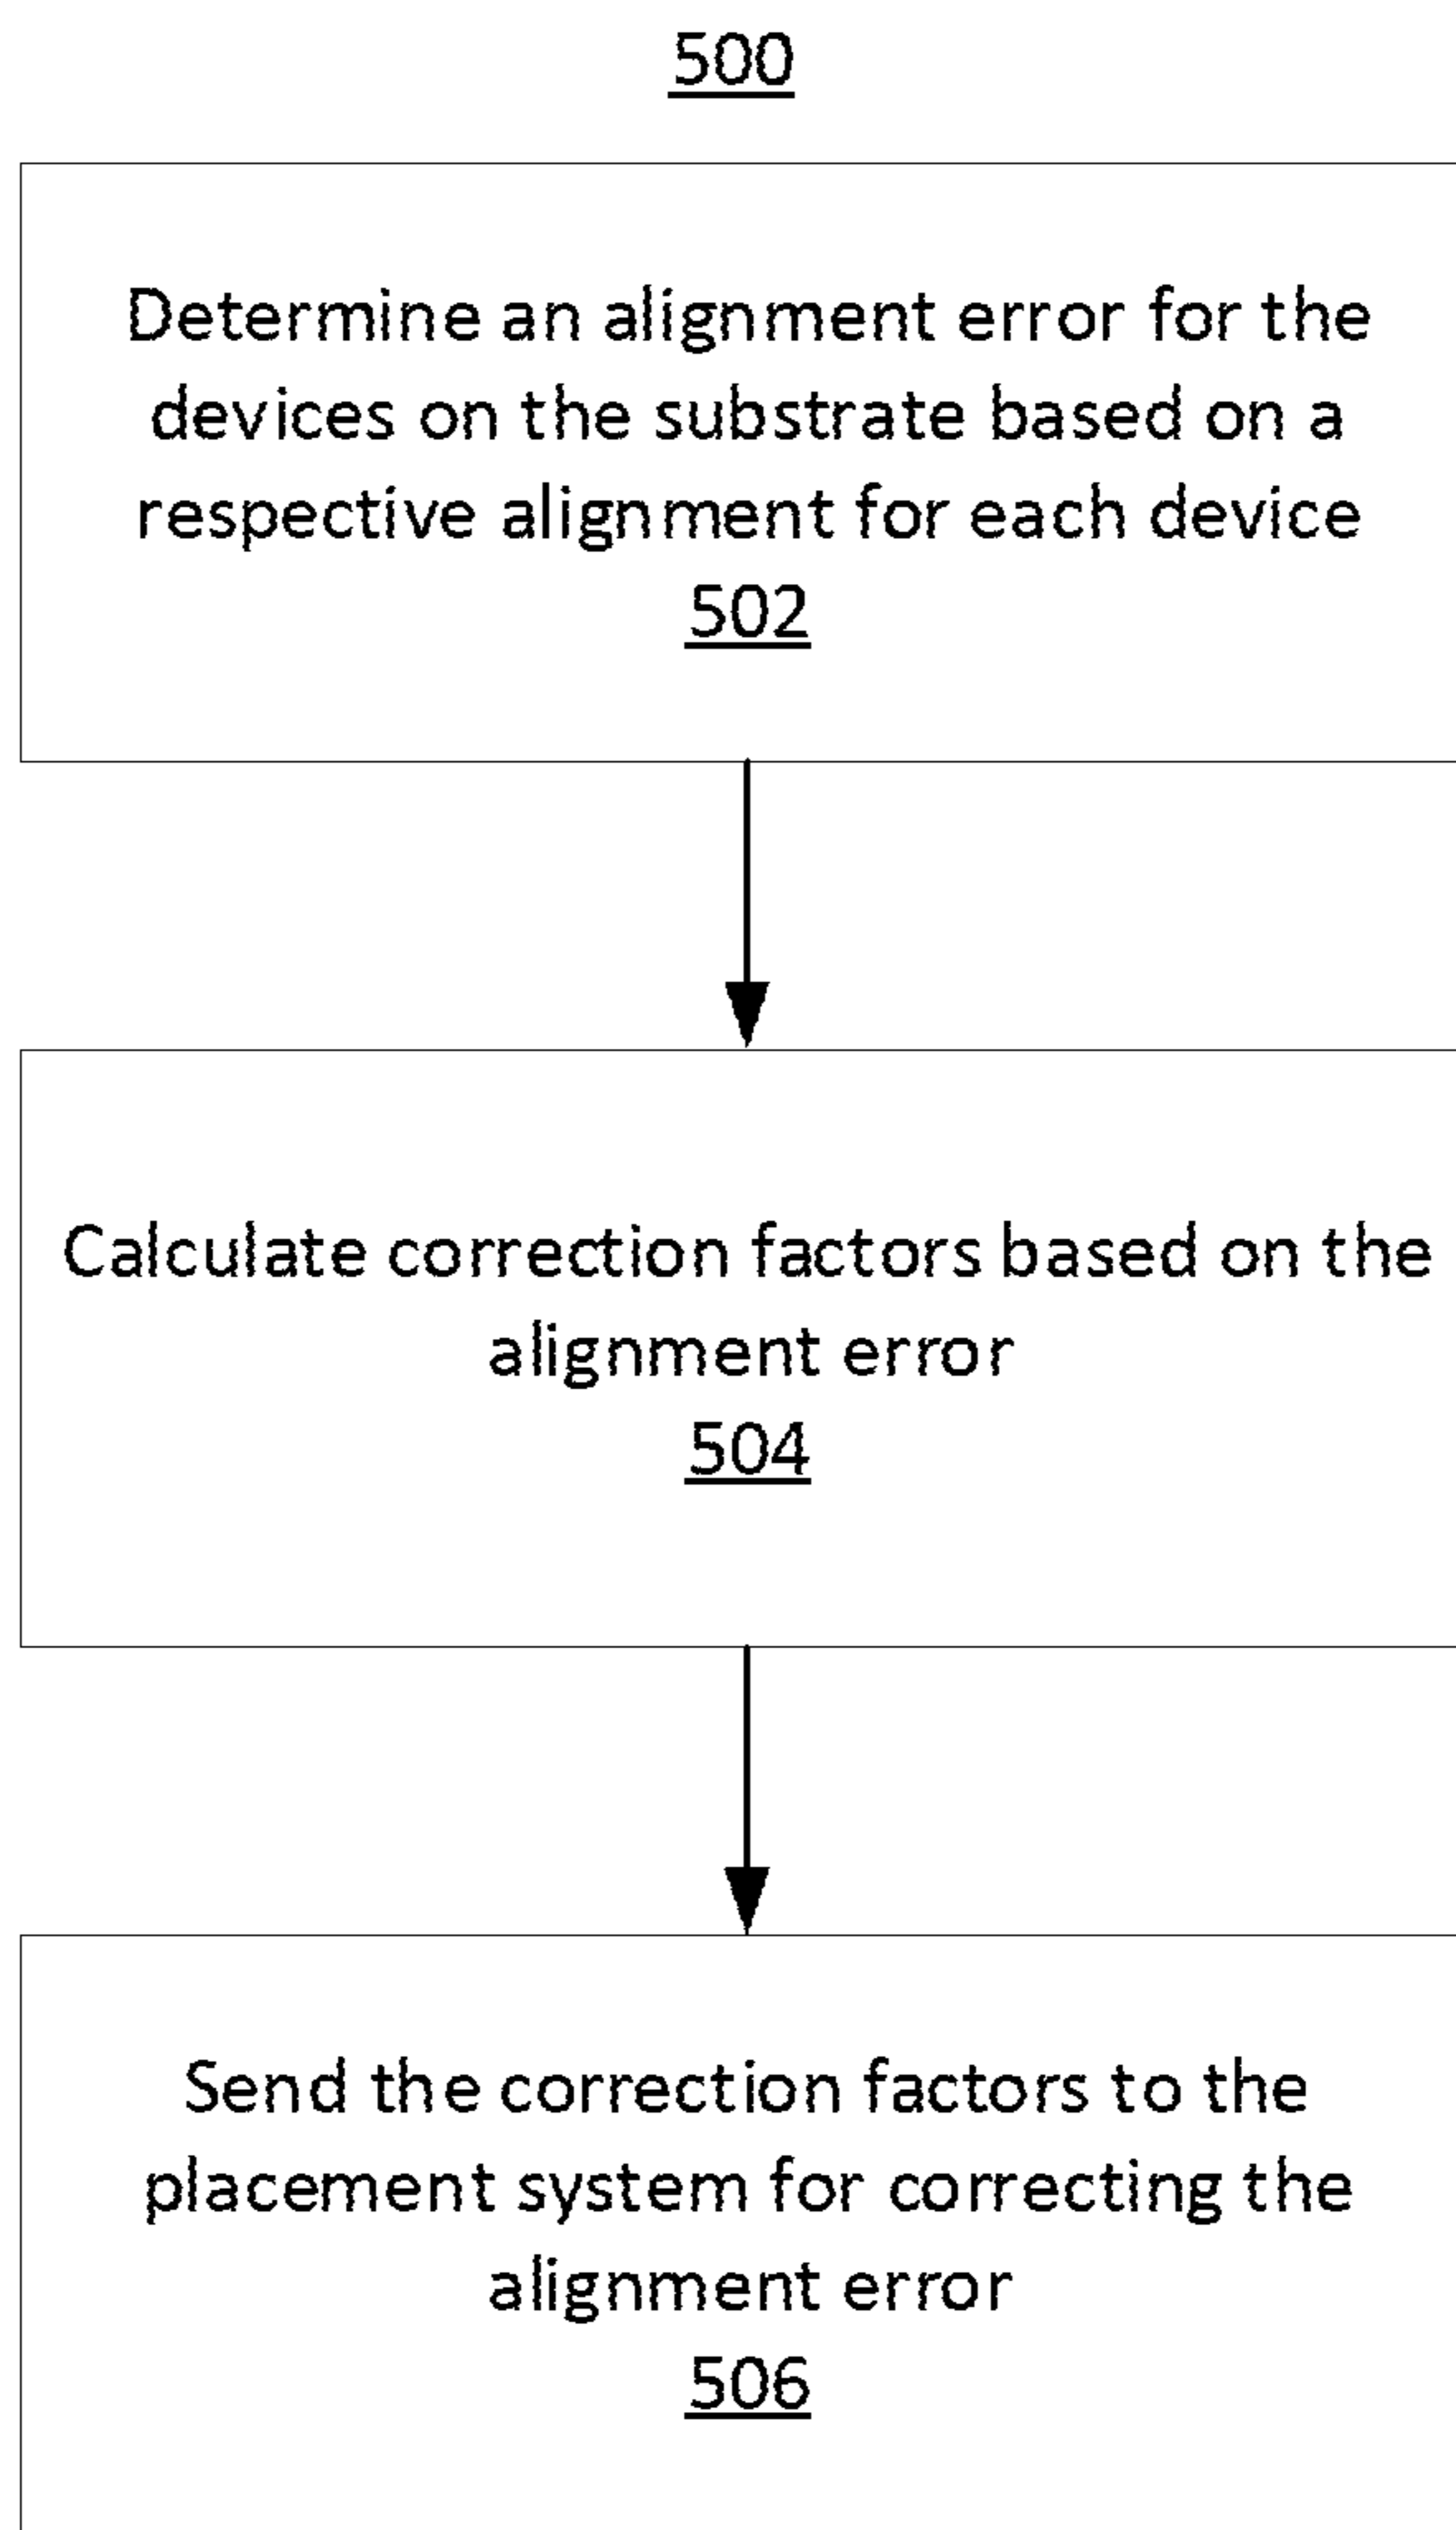 500
Determine an alignment error for the
devices on the substrate based on a
respective alignment for each device
502
Calculate correction factors based on the
alignment error
504
Send the correction factors to the
placement system for correcting the
alignment error
506